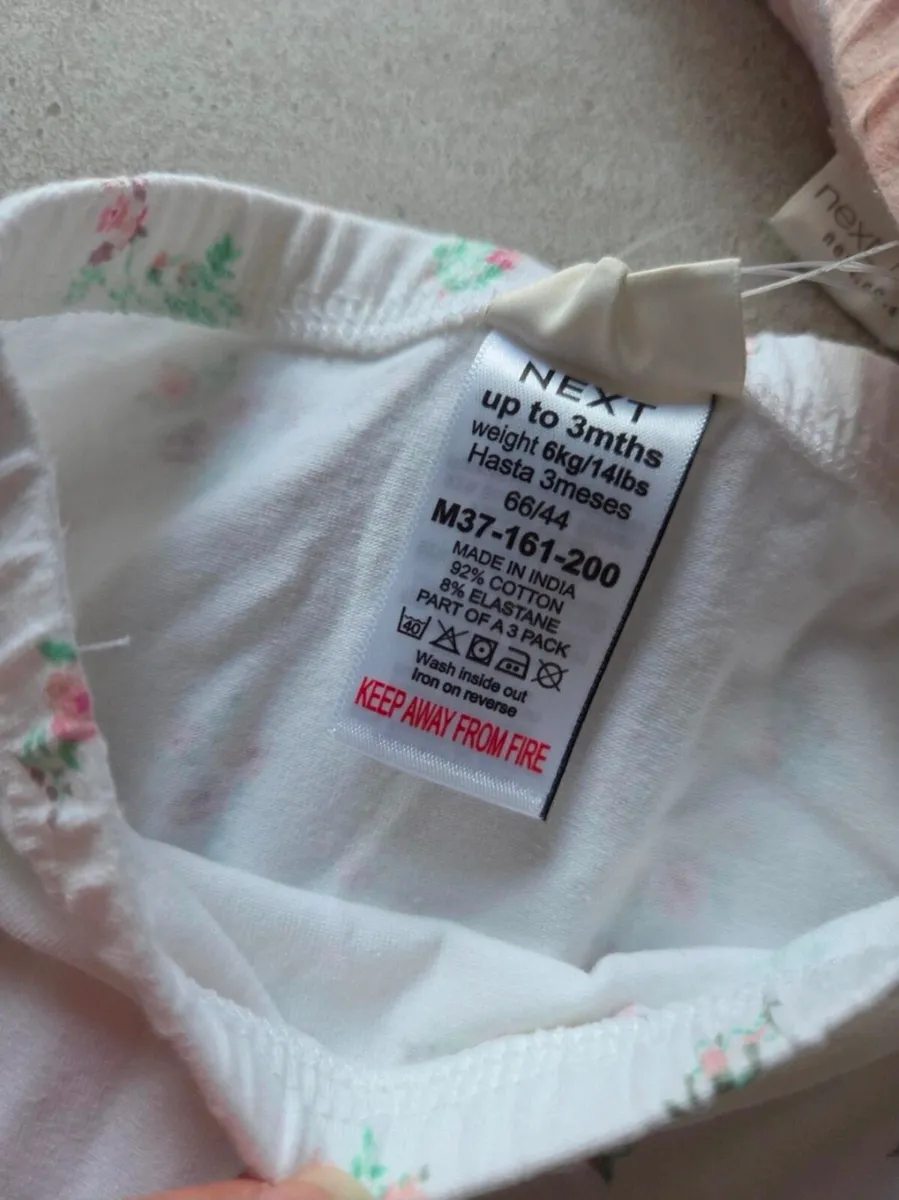 NEXT
up to 3mths
weight 6kg/14lbs
Hasta 3meses
66/44
M37-161-200
MADE IN INDIA
92% COTTON
8% ELASTANE
PART OF A 3 PACK
40
Wash inside out
Iron on reverse
KEEP AWAY FROM FIRE
next